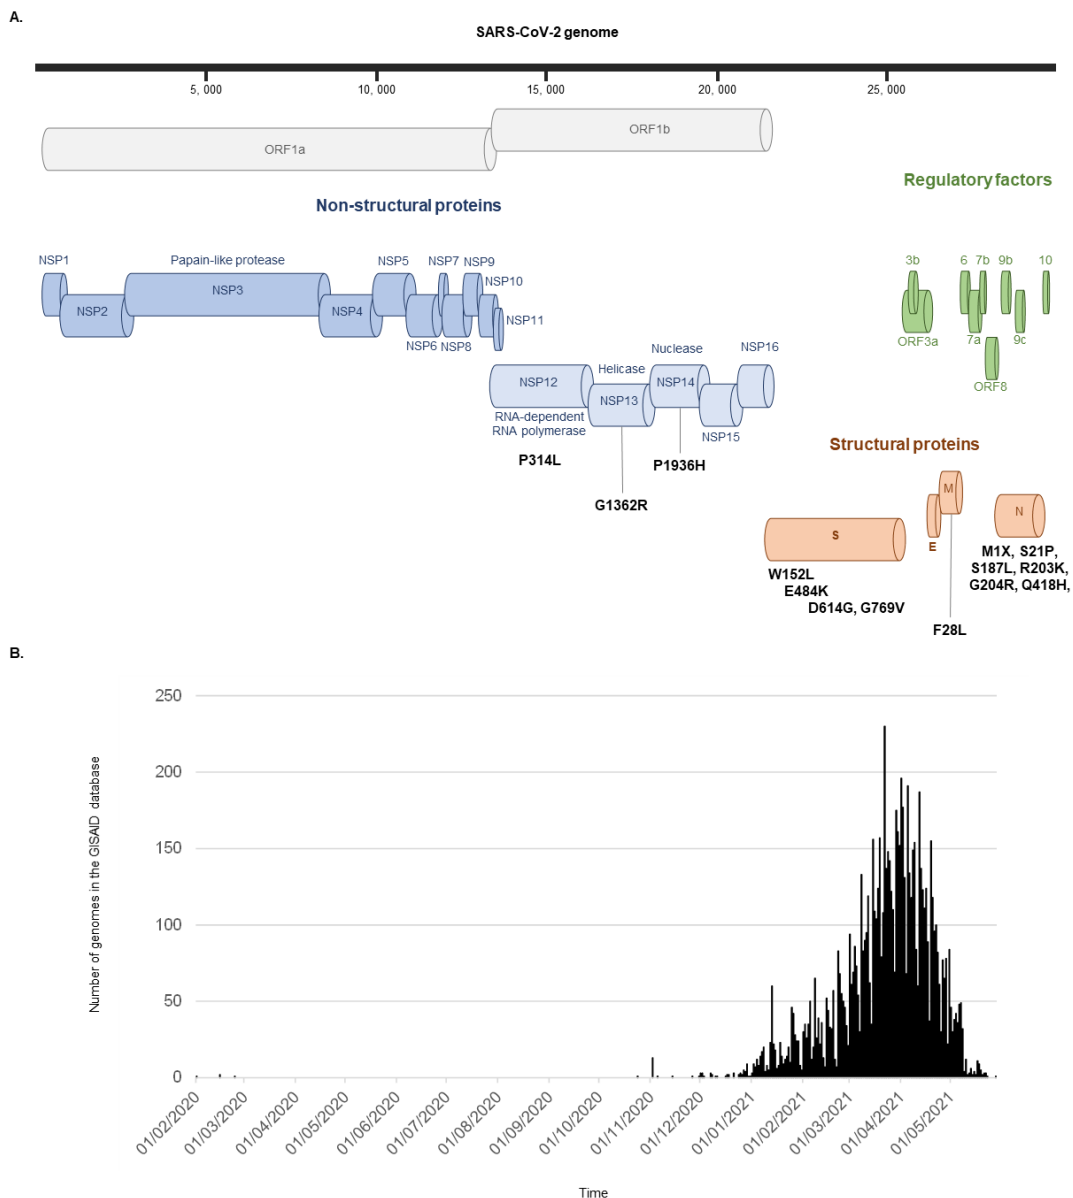 A.
SARS-CoV-2 genome
5, 000
10, 000
15, 000
20, 000
25, 000
ORF1a
ORF1b
Regulatory factors
Non-structural proteins
NSP1
Papain-like protease
NSP5
NSP7
NSP9
NSP10
NSP2
NSP3
NSP4
NSP11
NSP6
NSP8
3b
6
7b
9b
10
ORF3a
7a
9c
ORF8
Nuclease
NSP16
Helicase
NSP12
NSP13
NSP14
RNA-dependent
RNA polymerase
NSP15
P314L
P1936H
G1362R
Structural proteins
M
S
E
N
W152L
E484K
D614G, G769V
M1X, S21P,
S187L, R203K,
G204R, Q418H,
F28L
B.
Number of genomes in the GISAID database
250
200
150
100
50
0
01/02/2020
01/03/2020
01/04/2020
01/05/2020
01/06/2020
01/07/2020
01/08/2020
01/09/2020
01/10/2020
01/11/2020
01/12/2020
01/01/2021
01/02/2021
01/03/2021
01/04/2021
01/05/2021
Time